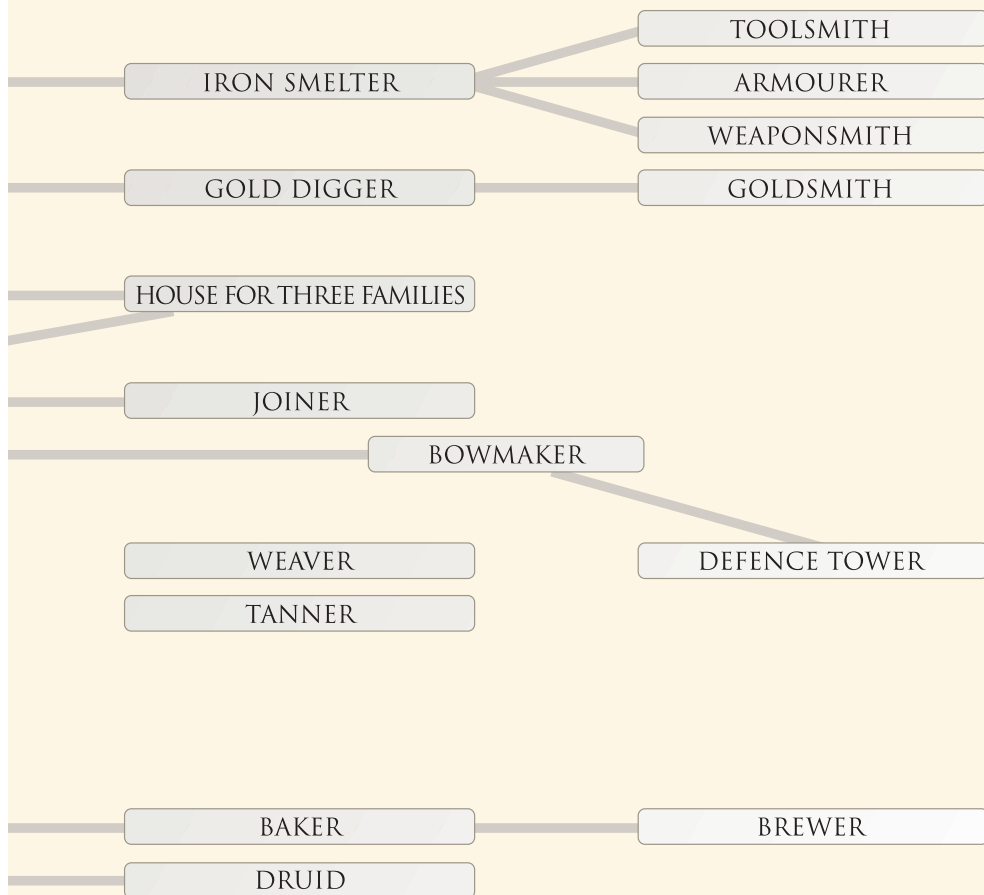 TOOLSMITH
IRON SMELTER
ARMOURER
WEAPONSMITH
GOLD DIGGER
GOLDSMITH
HOUSE FOR THREE FAMILIES
JOINER
BOWMAKER
WEAVER
DEFENCE TOWER
TANNER
BAKER
BREWER
DRUID